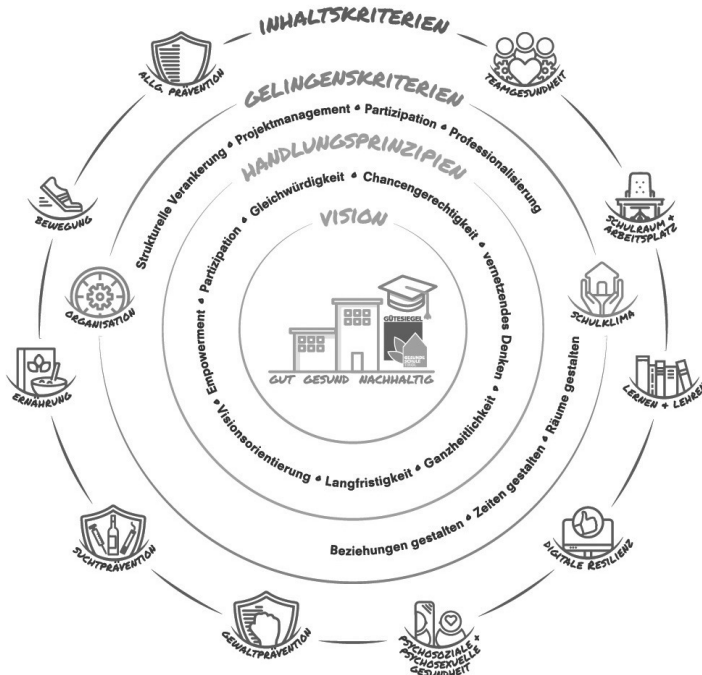 INHALTSKRITERIEN
ALLG. PRÄVENTION
TEAMGESUNDHEIT
SCHULRAUM +
ARBEITSPLATZ
LERNEN + LEHREN
DIGITALE RESILIENZ
PSYCHOSOZIALE +
PSYCHOSEXUELLE
GESUNDHEIT
GEWALTPRÄVENTION
SUCHTPRÄVENTION
ERNÄHRUNG
BEWEGUNG
GELINGENSKRITERIEN
Strukturelle Verankerung • Projektmanagement • Partizipation • Professionalisierung
ORGANISATION
SCHULKLIMA
Beziehungen gestalten • Zeiten gestalten • Räume gestalten
HANDLUNGSPRINZIPIEN
Empowerment • Partizipation • Gleichwürdigkeit • Chancengerechtigkeit • vernetzendes Denken
• Visionsorientierung • Langfristigkeit • Ganzheitlichkeit •
VISION
GÜTESIEGEL
GESUNDE
SCHULE
GUT GESUND NACHHALTIG